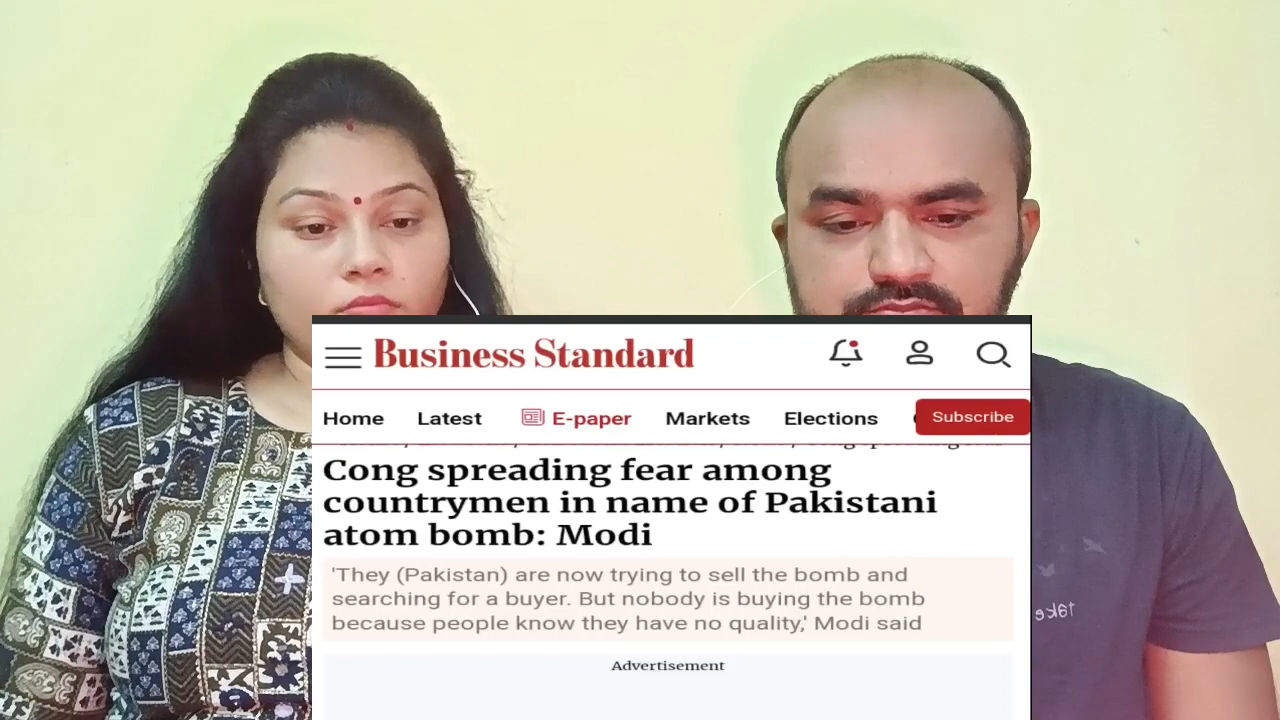 Business Standard
Home Latest E-paper Markets Elections Subscribe
Cong spreading fear among
countrymen in name of Pakistani
atom bomb: Modi
'They (Pakistan) are now trying to sell the bomb and
searching for a buyer. But nobody is buying the bomb
because people know they have no quality,' Modi said
Advertisement
take